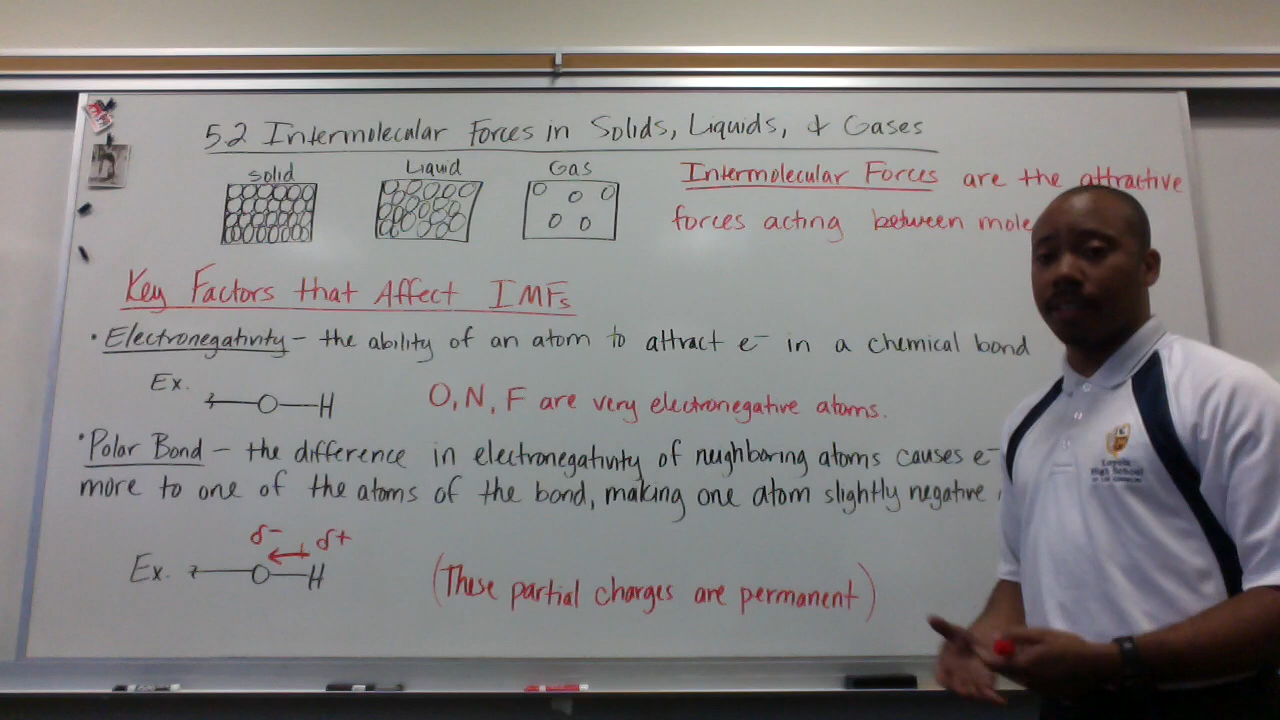 5.2 Intermolecular Forces in Solids, Liquids, & Gases
Solid
Liquid
Gas
Intermolecular Forces are the attractive
forces acting between
Key Factors that Affect IMFs
• Electronegativity – the ability of an atom to attract e⁻ in a chemical bond
Ex. O–H
O, N, F are very electronegative atoms.
• Polar Bond – the difference in electronegativity of neighboring atoms causes e⁻
more to one of the atoms of the bond, making one atom slightly negative
δ− δ+
Ex. O–H
(These partial charges are permanent)
Loyola
High School